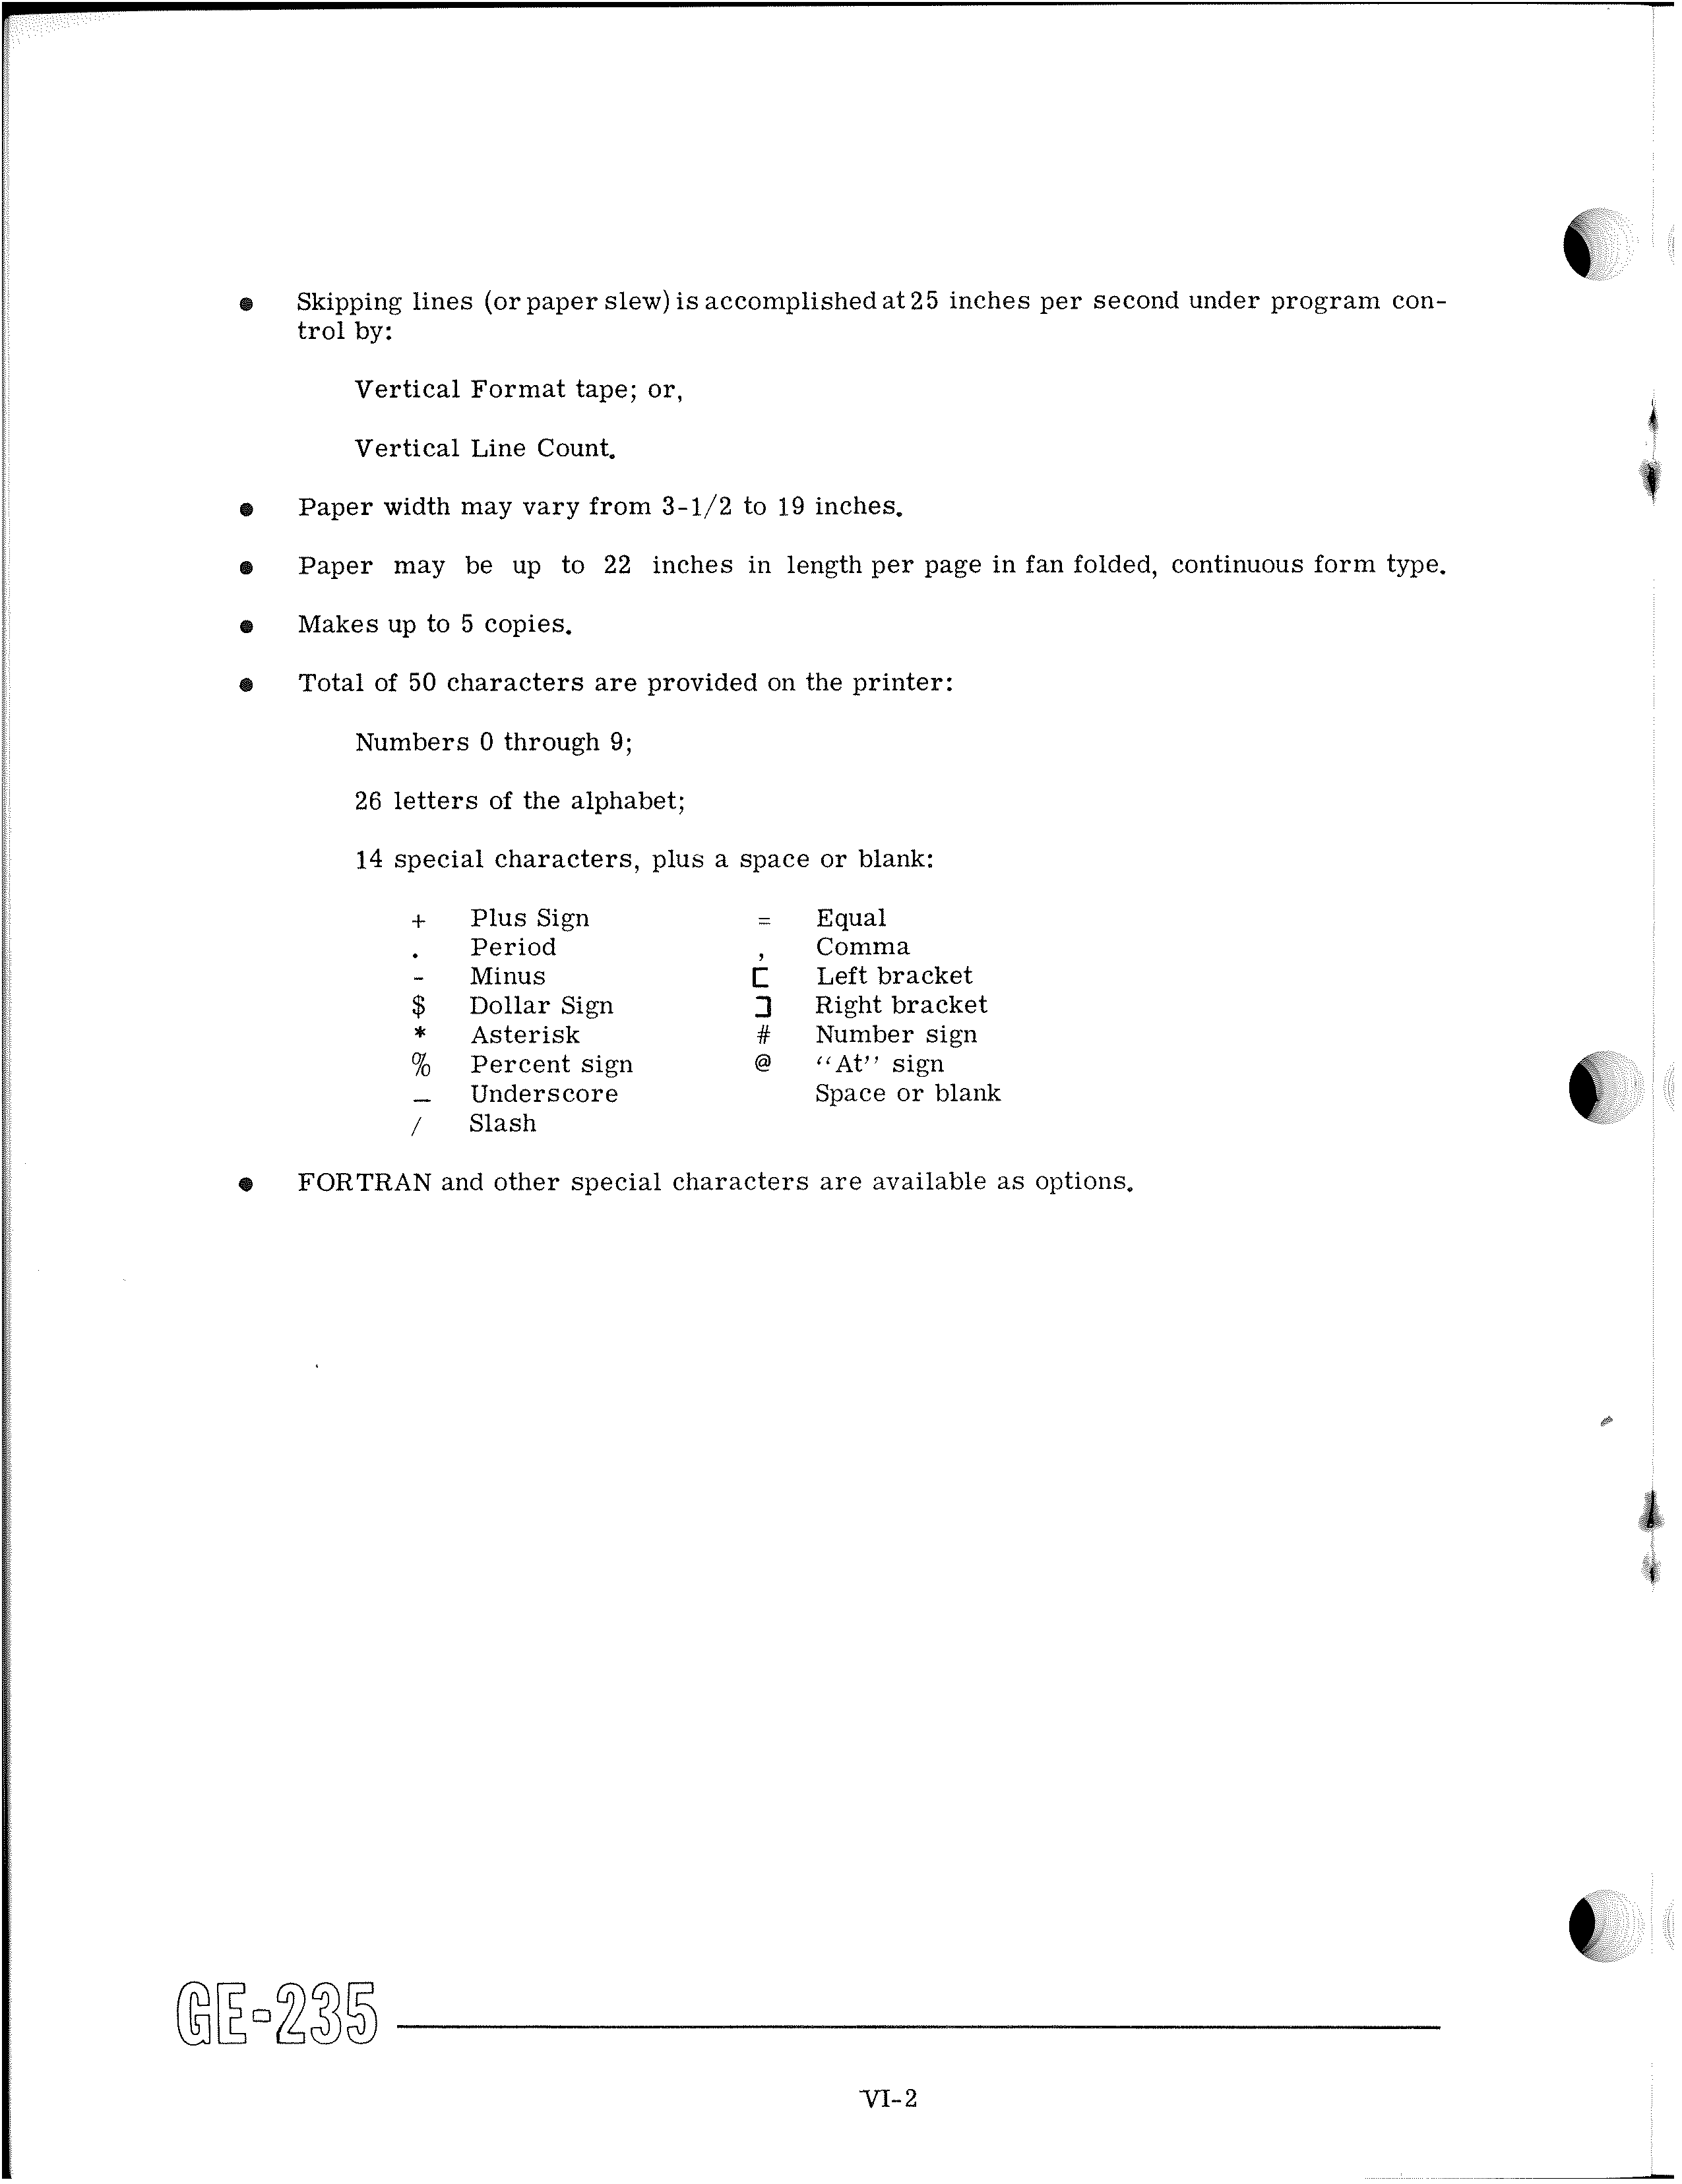 ● Skipping lines (or paper slew) is accomplished at 25 inches per second under program con-
trol by:
Vertical Format tape; or,
Vertical Line Count.
● Paper width may vary from 3-1/2 to 19 inches.
● Paper may be up to 22 inches in length per page in fan folded, continuous form type.
● Makes up to 5 copies.
● Total of 50 characters are provided on the printer:
Numbers 0 through 9;
26 letters of the alphabet;
14 special characters, plus a space or blank:
+ Plus Sign = Equal
. Period , Comma
- Minus [ Left bracket
$ Dollar Sign ] Right bracket
* Asterisk # Number sign
% Percent sign @ “At” sign
_ Underscore Space or blank
/ Slash
● FORTRAN and other special characters are available as options.
GE-235
VI-2